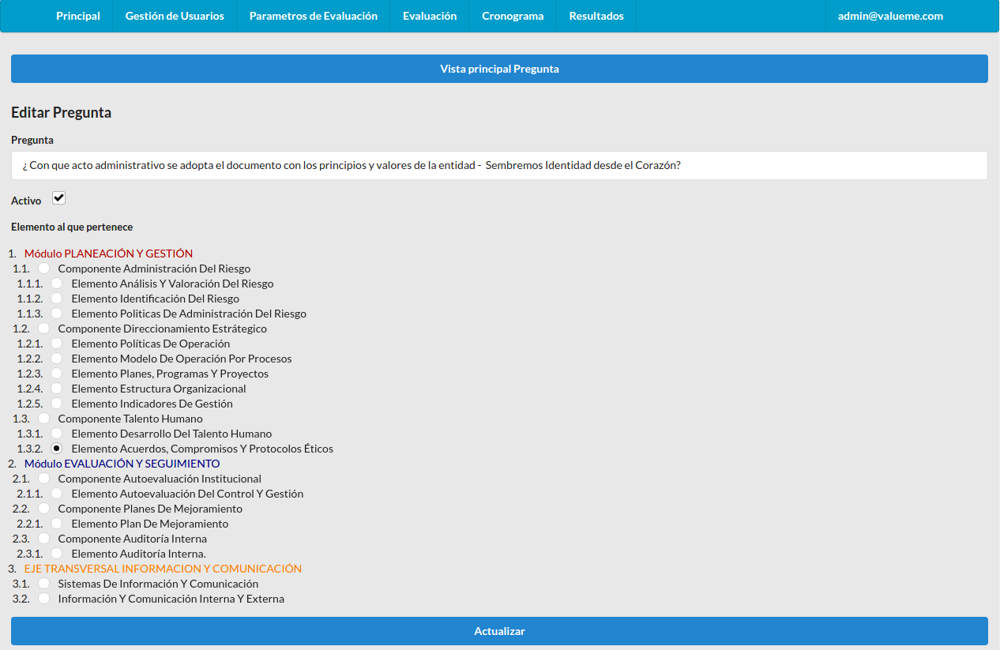 Principal Gestión de Usuarios Parametros de Evaluación Evaluación Cronograma Resultados admin@valueme.com
Vista principal Pregunta
Editar Pregunta
Pregunta
¿ Con que acto administrativo se adopta el documento con los principios y valores de la entidad -  Sembremos Identidad desde el Corazón?
Activo
Elemento al que pertenece
1. Módulo PLANEACIÓN Y GESTIÓN
1.1. Componente Administración Del Riesgo
1.1.1. Elemento Análisis Y Valoración Del Riesgo
1.1.2. Elemento Identificación Del Riesgo
1.1.3. Elemento Politicas De Administración Del Riesgo
1.2. Componente Direccionamiento Estrátegico
1.2.1. Elemento Políticas De Operación
1.2.2. Elemento Modelo De Operación Por Procesos
1.2.3. Elemento Planes, Programas Y Proyectos
1.2.4. Elemento Estructura Organizacional
1.2.5. Elemento Indicadores De Gestión
1.3. Componente Talento Humano
1.3.1. Elemento Desarrollo Del Talento Humano
1.3.2. Elemento Acuerdos, Compromisos Y Protocolos Éticos
2. Módulo EVALUACIÓN Y SEGUIMIENTO
2.1. Componente Autoevaluación Institucional
2.1.1. Elemento Autoevaluación Del Control Y Gestión
2.2. Componente Planes De Mejoramiento
2.2.1. Elemento Plan De Mejoramiento
2.3. Componente Auditoría Interna
2.3.1. Elemento Auditoría Interna.
3. EJE TRANSVERSAL INFORMACION Y COMUNICACIÓN
3.1. Sistemas De Información Y Comunicación
3.2. Información Y Comunicación Interna Y Externa
Actualizar